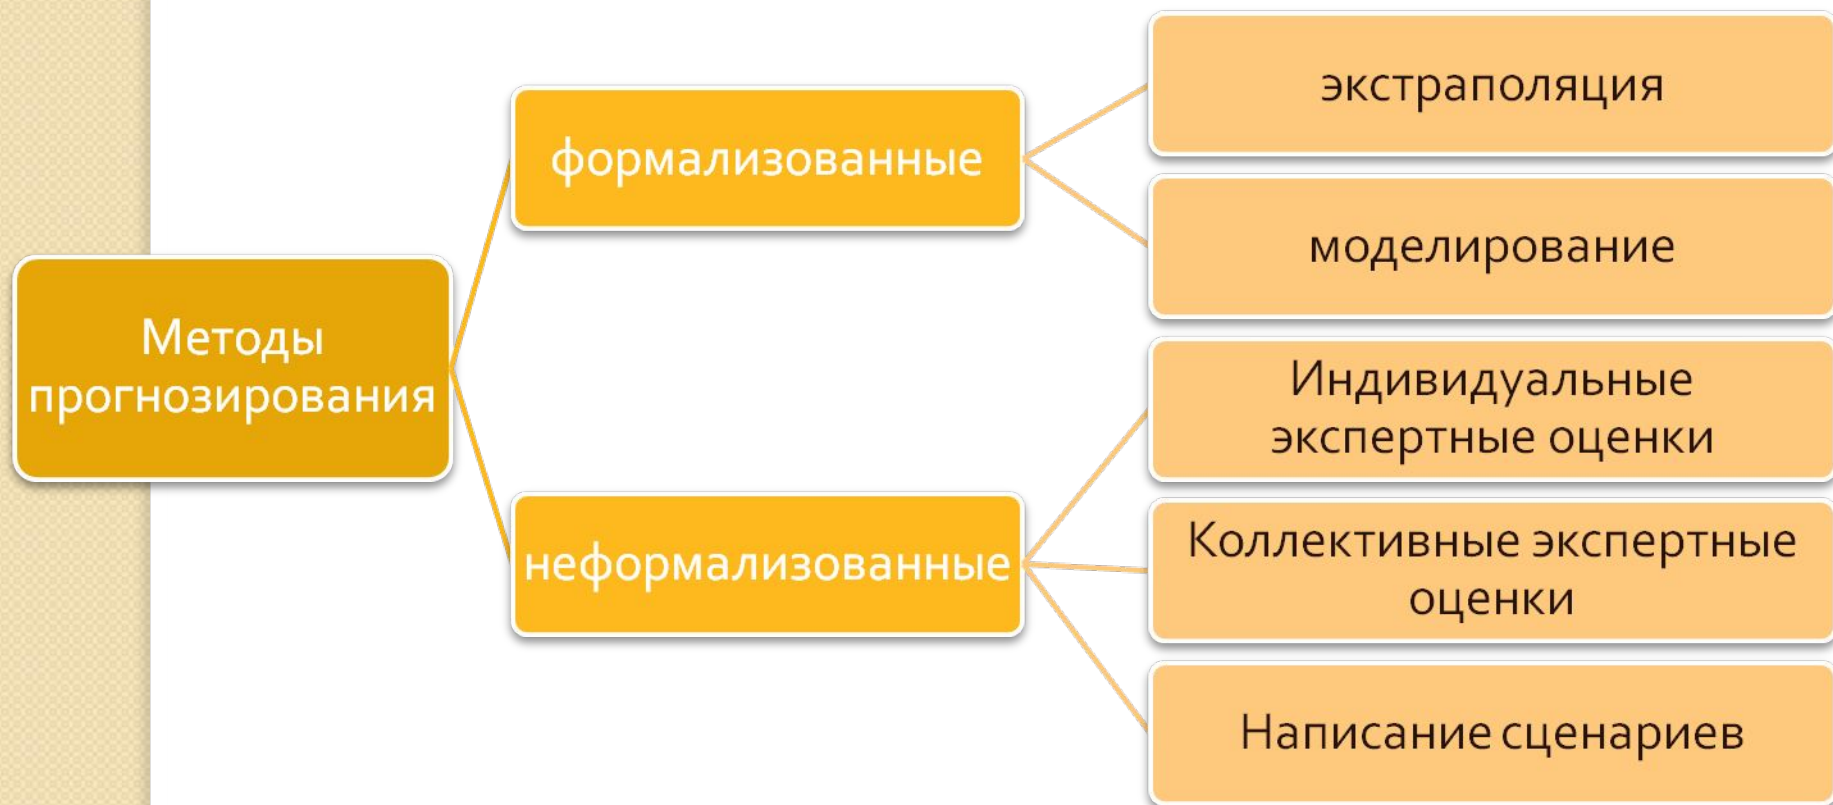 Методы
прогнозирования
формализованные
неформализованные
экстраполяция
моделирование
Индивидуальные
экспертные оценки
Коллективные экспертные
оценки
Написание сценариев